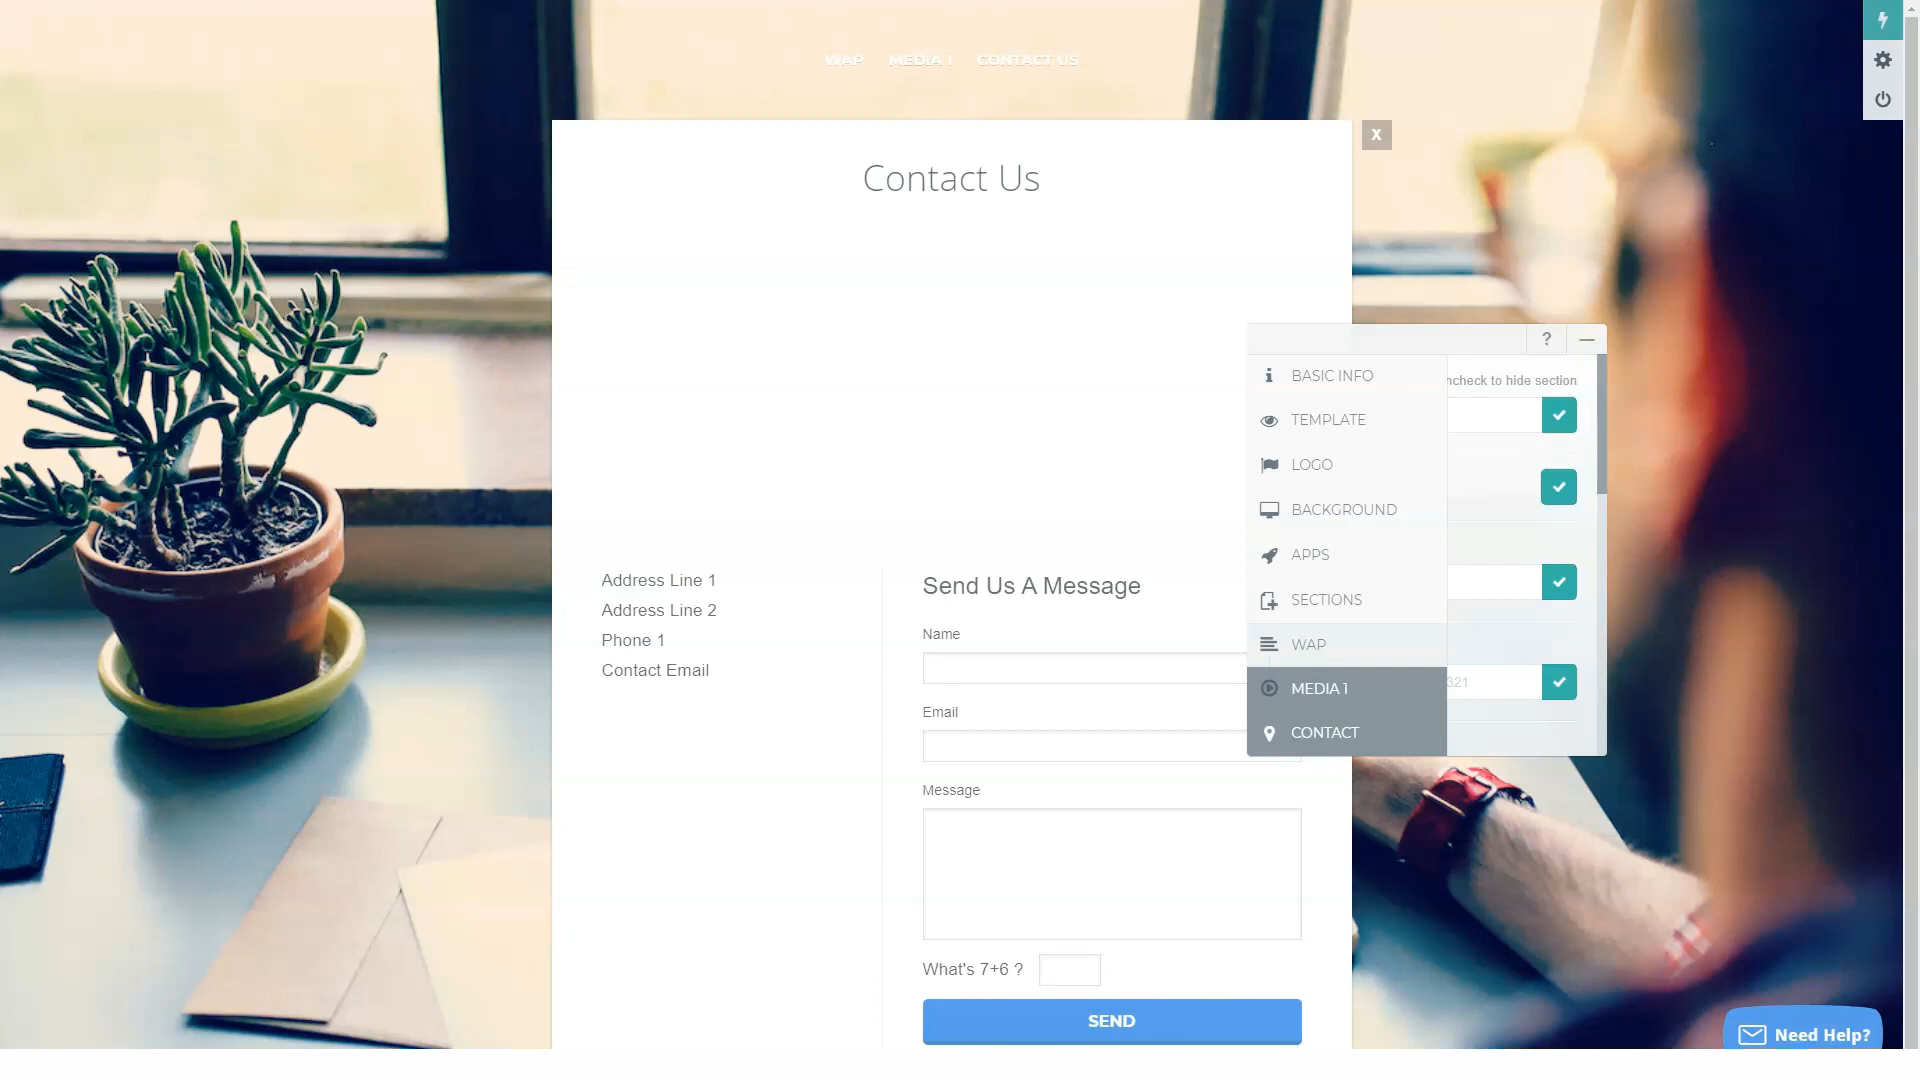 WAP MEDIA 1 CONTACT US
X
Contact Us
?
BASIC INFO
ncheck to hide section
TEMPLATE
LOGO
BACKGROUND
APPS
SECTIONS
WAP
MEDIA 1
321
CONTACT
Address Line 1
Address Line 2
Phone 1
Contact Email
Send Us A Message
Name
Email
Message
What's 7+6 ?
SEND
Need Help?